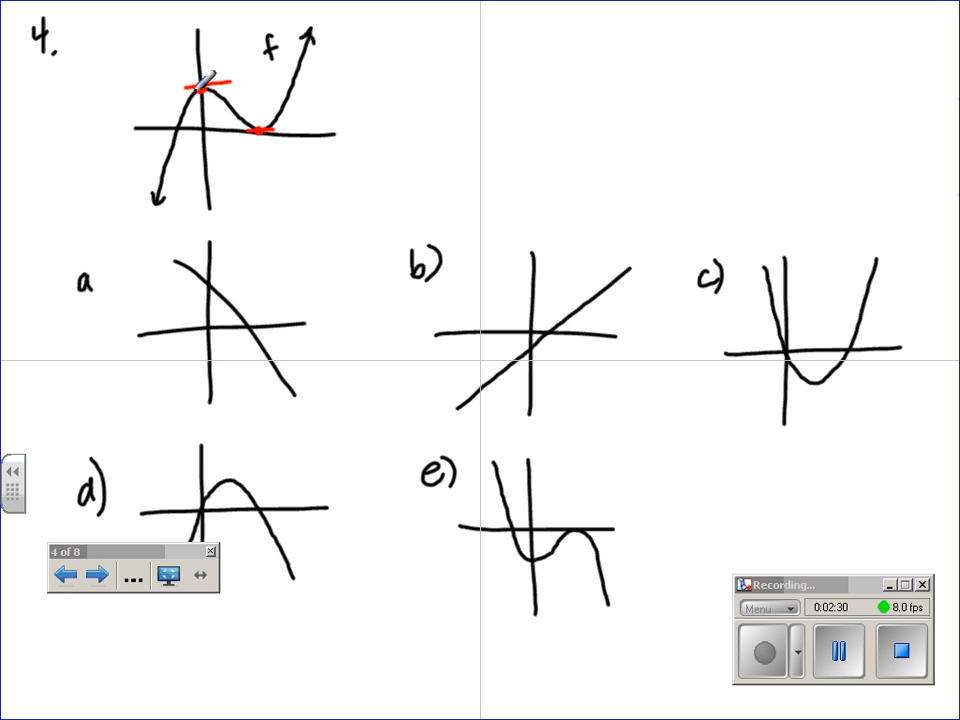 4.
f
a
b)
c)
d)
e)
4 of 8
...
Recording...
Menu
0:02:30
8.0 fps